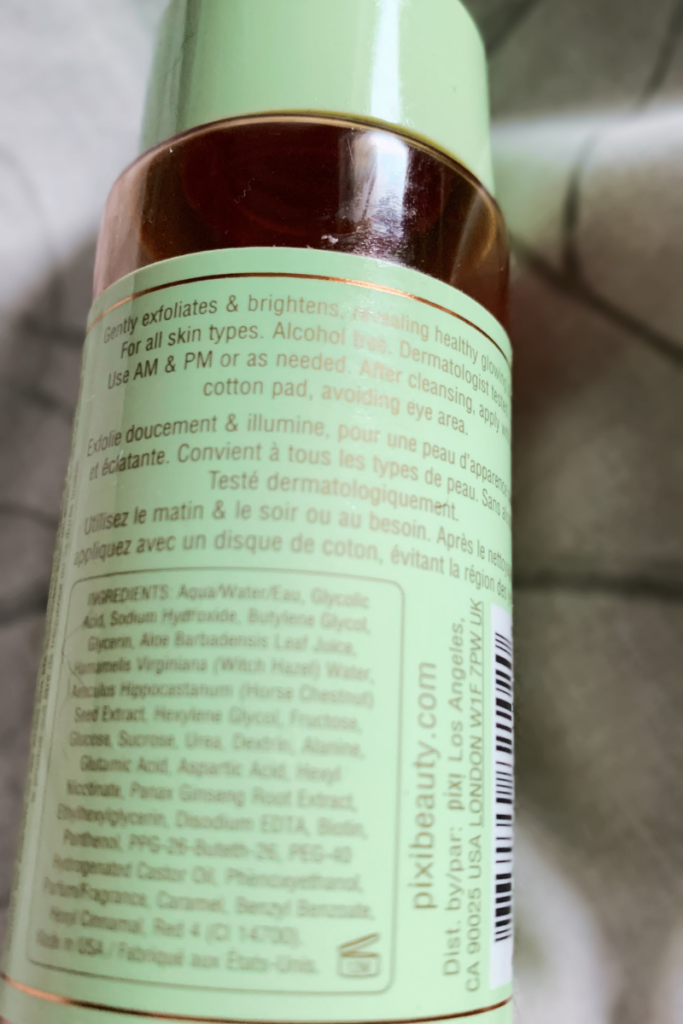 Gently exfoliates & brightens, revealing healthy glowing
For all skin types. Alcohol free. Dermatologist tested.
Use AM & PM or as needed. After cleansing, apply
cotton pad, avoiding eye area.
Exfolie doucement & illumine, pour une peau d'apparence
et éclatante. Convient à tous les types de peau. Sans
Testé dermatologiquement.
Utilisez le matin & le soir ou au besoin. Après le
appliquez avec un disque de coton, évitant la région
INGREDIENTS: Aqua/Water/Eau, Glycolic
Acid, Sodium Hydroxide, Butylene Glycol,
Glycerin, Aloe Barbadensis Leaf Juice,
Hamamelis Virginiana (Witch Hazel) Water,
Aesculus Hippocastanum (Horse Chestnut)
Seed Extract, Hexylene Glycol, Fructose,
Glucose, Sucrose, Urea, Dextrin, Alanine,
Glutamic Acid, Aspartic Acid, Hexyl
Nicotinate, Panax Ginseng Root Extract,
Ethylhexylglycerin, Disodium EDTA, Biotin,
Panthenol, PPG-26-Buteth-26, PEG-40
Hydrogenated Castor Oil, Phenoxyethanol,
Parfum/Fragrance, Caramel, Benzyl Benzoate,
Hexyl Cinnamal, Red 4 (CI 14700).
Made in USA / Fabriqué aux États-Unis.
pixibeauty.com
Dist. by/par: pixi Los Angeles,
CA 90025 USA LONDON W1F 7PW UK